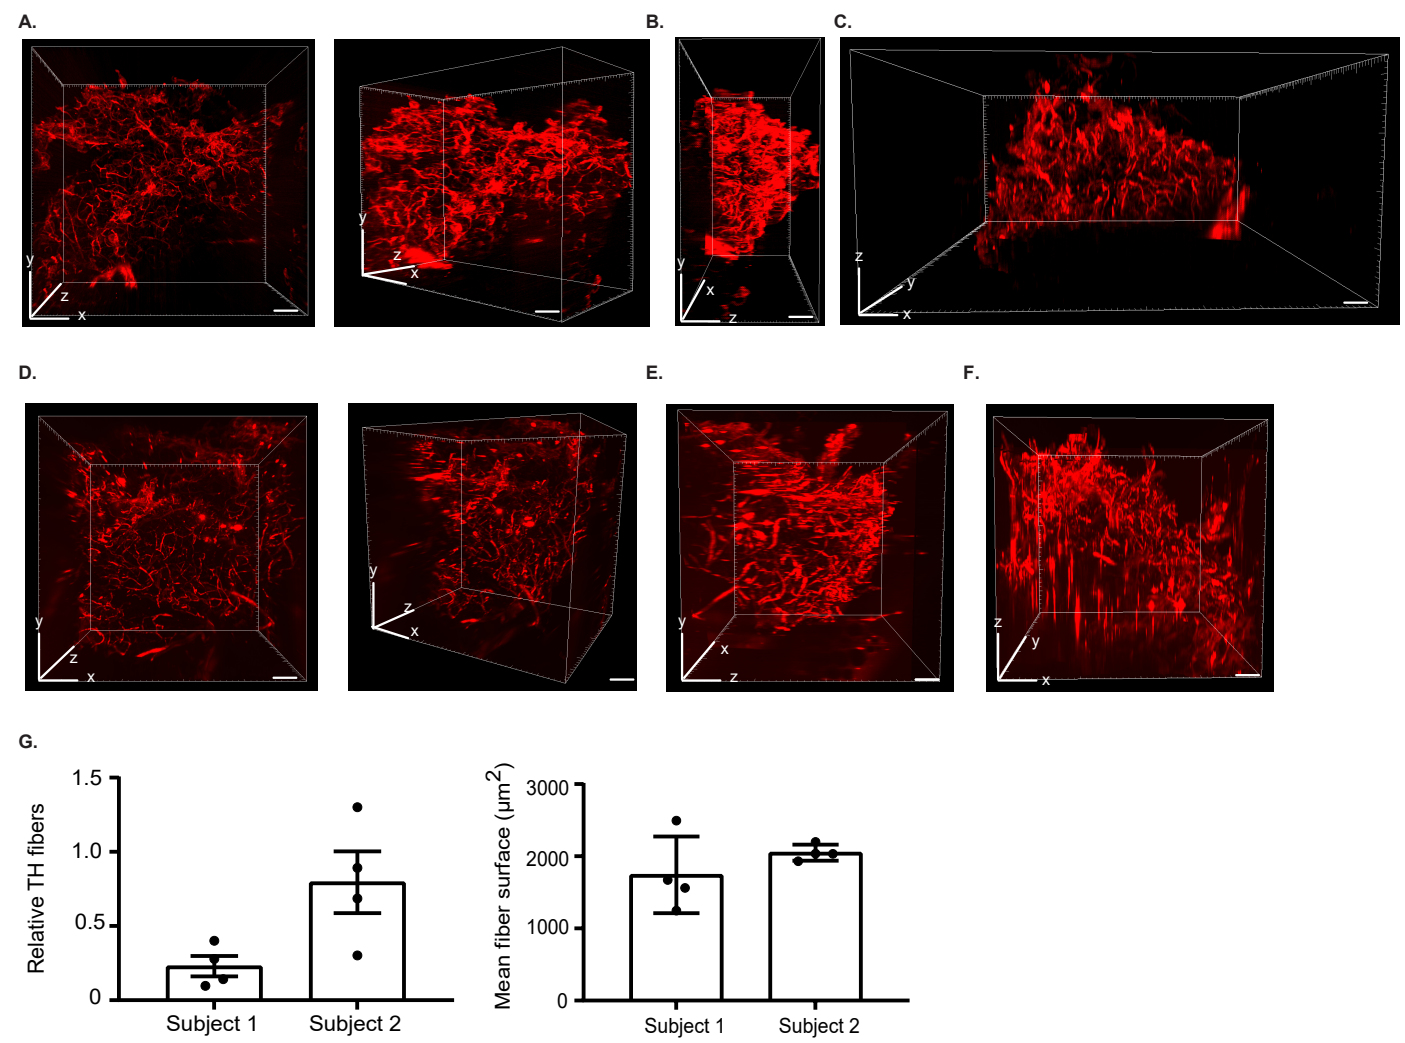 A.
B.
C.
y
z
x
y
z
x
y
x
z
z
y
x
D.
E.
F.
y
z
x
y
z
x
y
x
z
z
y
x
G.
Relative TH fibers
1.5
1.0
0.5
0
Subject 1
Subject 2
Mean fiber surface (µm2)
3000
2000
1000
0
Subject 1
Subject 2